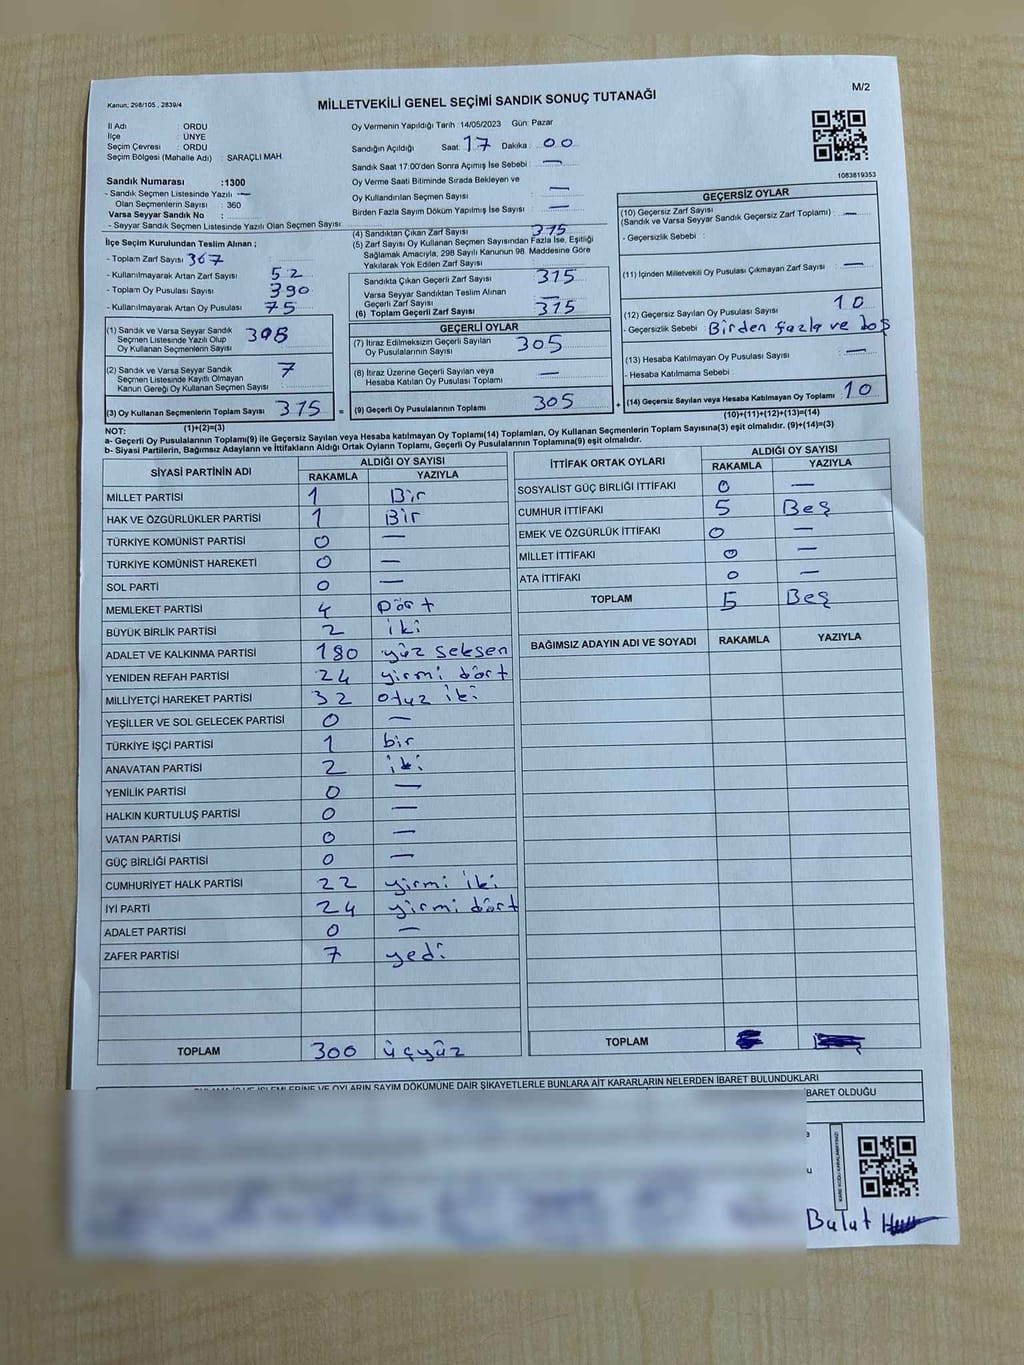 Kanun; 298/105 , 2839/4
M/2
MİLLETVEKİLİ GENEL SEÇİMİ SANDIK SONUÇ TUTANAĞI
İl Adı : ORDU
İlçe : ÜNYE
Seçim Çevresi : ORDU
Seçim Bölgesi (Mahalle Adı) : SARAÇLI MAH
Sandık Numarası :1300
- Sandık Seçmen Listesinde Yazılı —
Olan Seçmenlerin Sayısı : 360
Varsa Seyyar Sandık No :
- Seyyar Sandık Seçmen Listesinde Yazılı Olan Seçmen Sayısı:
Oy Vermenin Yapıldığı Tarih :14/05/2023 Gün: Pazar
Sandığın Açıldığı Saat: 17 Dakika: 00
Sandık Saat 17:00'den Sonra Açımış İse Sebebi : —
Oy Verme Saati Bitiminde Sırada Bekleyen ve
Oy Kullandırılan Seçmen Sayısı : —
Birden Fazla Sayım Döküm Yapılmış İse Sayısı : —
1083819353
İlçe Seçim Kurulundan Teslim Alınan ;
- Toplam Zarf Sayısı 367
- Kullanılmayarak Artan Zarf Sayısı 52
- Toplam Oy Pusulası Sayısı 390
- Kullanılmayarak Artan Oy Pusulası 75
(4) Sandıktan Çıkan Zarf Sayısı 315
(5) Zarf Sayısı Oy Kullanan Seçmen Sayısından Fazla İse, Eşitliği
Sağlamak Amacıyla, 298 Sayılı Kanunun 98. Maddesine Göre
Yakılarak Yok Edilen Zarf Sayısı :
Sandıkta Çıkan Geçerli Zarf Sayısı 315
Varsa Seyyar Sandıktan Teslim Alınan
Geçerli Zarf Sayısı —
(6) Toplam Geçerli Zarf Sayısı 315
GEÇERSİZ OYLAR
(10) Geçersiz Zarf Sayısı
(Sandık ve Varsa Seyyar Sandık Geçersiz Zarf Toplamı) : —
- Geçersizlik Sebebi :
(11) İçinden Milletvekili Oy Pusulası Çıkmayan Zarf Sayısı —
(12) Geçersiz Sayılan Oy Pusulası Sayısı 10
- Geçersizlik Sebebi : Birden fazla ve boş
(13) Hesaba Katılmayan Oy Pusulası Sayısı —
- Hesaba Katılmama Sebebi
(14) Geçersiz Sayılan veya Hesaba Katılmayan Oy Toplamı: 10
(10)+(11)+(12)+(13)=(14)
(1) Sandık ve Varsa Seyyar Sandık
Seçmen Listesinde Yazılı Olup
Oy Kullanan Seçmenlerin Sayısı 308
(2) Sandık ve Varsa Seyyar Sandık
Seçmen Listesinde Kayıtlı Olmayan
Kanun Gereği Oy Kullanan Seçmen Sayısı : 7
(3) Oy Kullanan Seçmenlerin Toplam Sayısı 315
(1)+(2)=(3)
GEÇERLİ OYLAR
(7) İtiraz Edilmeksizin Geçerli Sayılan
Oy Pusulalarının Sayısı : 305
(8) İtiraz Üzerine Geçerli Sayılan veya
Hesaba Katılan Oy Pusulası Toplamı —
= (9) Geçerli Oy Pusulalarının Toplamı 305 +
NOT:
a- Geçerli Oy Pusulalarının Toplamı(9) ile Geçersiz Sayılan veya Hesaba katılmayan Oy Toplamı(14) Toplamları, Oy Kullanan Seçmenlerin Toplam Sayısına(3) eşit olmalıdır. (9)+(14)=(3)
b- Siyasi Partilerin, Bağımsız Adayların ve İttifakların Aldığı Ortak Oyların Toplamı, Geçerli Oy Pusulalarının Toplamına(9) eşit olmalıdır.
SİYASİ PARTİNİN ADI ALDIĞI OY SAYISI
RAKAMLA YAZIYLA
MİLLET PARTİSİ 1 Bir
HAK VE ÖZGÜRLÜKLER PARTİSİ 1 Bir
TÜRKİYE KOMÜNİST PARTİSİ 0 —
TÜRKİYE KOMÜNİST HAREKETİ 0 —
SOL PARTİ 0 —
MEMLEKET PARTİSİ 4 Dört
BÜYÜK BİRLİK PARTİSİ 2 iki
ADALET VE KALKINMA PARTİSİ 180 yüz seksen
YENİDEN REFAH PARTİSİ 24 yirmi dört
MİLLİYETÇİ HAREKET PARTİSİ 32 otuz iki
YEŞİLLER VE SOL GELECEK PARTİSİ 0 —
TÜRKİYE İŞÇİ PARTİSİ 1 bir
ANAVATAN PARTİSİ 2 iki
YENİLİK PARTİSİ 0 —
HALKIN KURTULUŞ PARTİSİ 0 —
VATAN PARTİSİ 0 —
GÜÇ BİRLİĞİ PARTİSİ 0 —
CUMHURİYET HALK PARTİSİ 22 yirmi iki
İYİ PARTİ 24 yirmi dört
ADALET PARTİSİ 0 —
ZAFER PARTİSİ 7 yedi
TOPLAM 300 üçyüz
İTTİFAK ORTAK OYLARI ALDIĞI OY SAYISI
RAKAMLA YAZIYLA
SOSYALİST GÜÇ BİRLİĞİ İTTİFAKI 0 —
CUMHUR İTTİFAKI 5 Beş
EMEK VE ÖZGÜRLÜK İTTİFAKI 0 —
MİLLET İTTİFAKI 0 —
ATA İTTİFAKI 0 —
TOPLAM 5 Beş
BAĞIMSIZ ADAYIN ADI VE SOYADI RAKAMLA YAZIYLA
TOPLAM
İŞLEMLERİNE VE OYLARIN SAYIM DÖKÜMÜNE DAİR ŞİKAYETLERLE BUNLARA AİT KARARLARIN NELERDEN İBARET BULUNDUKLARI
BARET OLDUĞU
Bulut